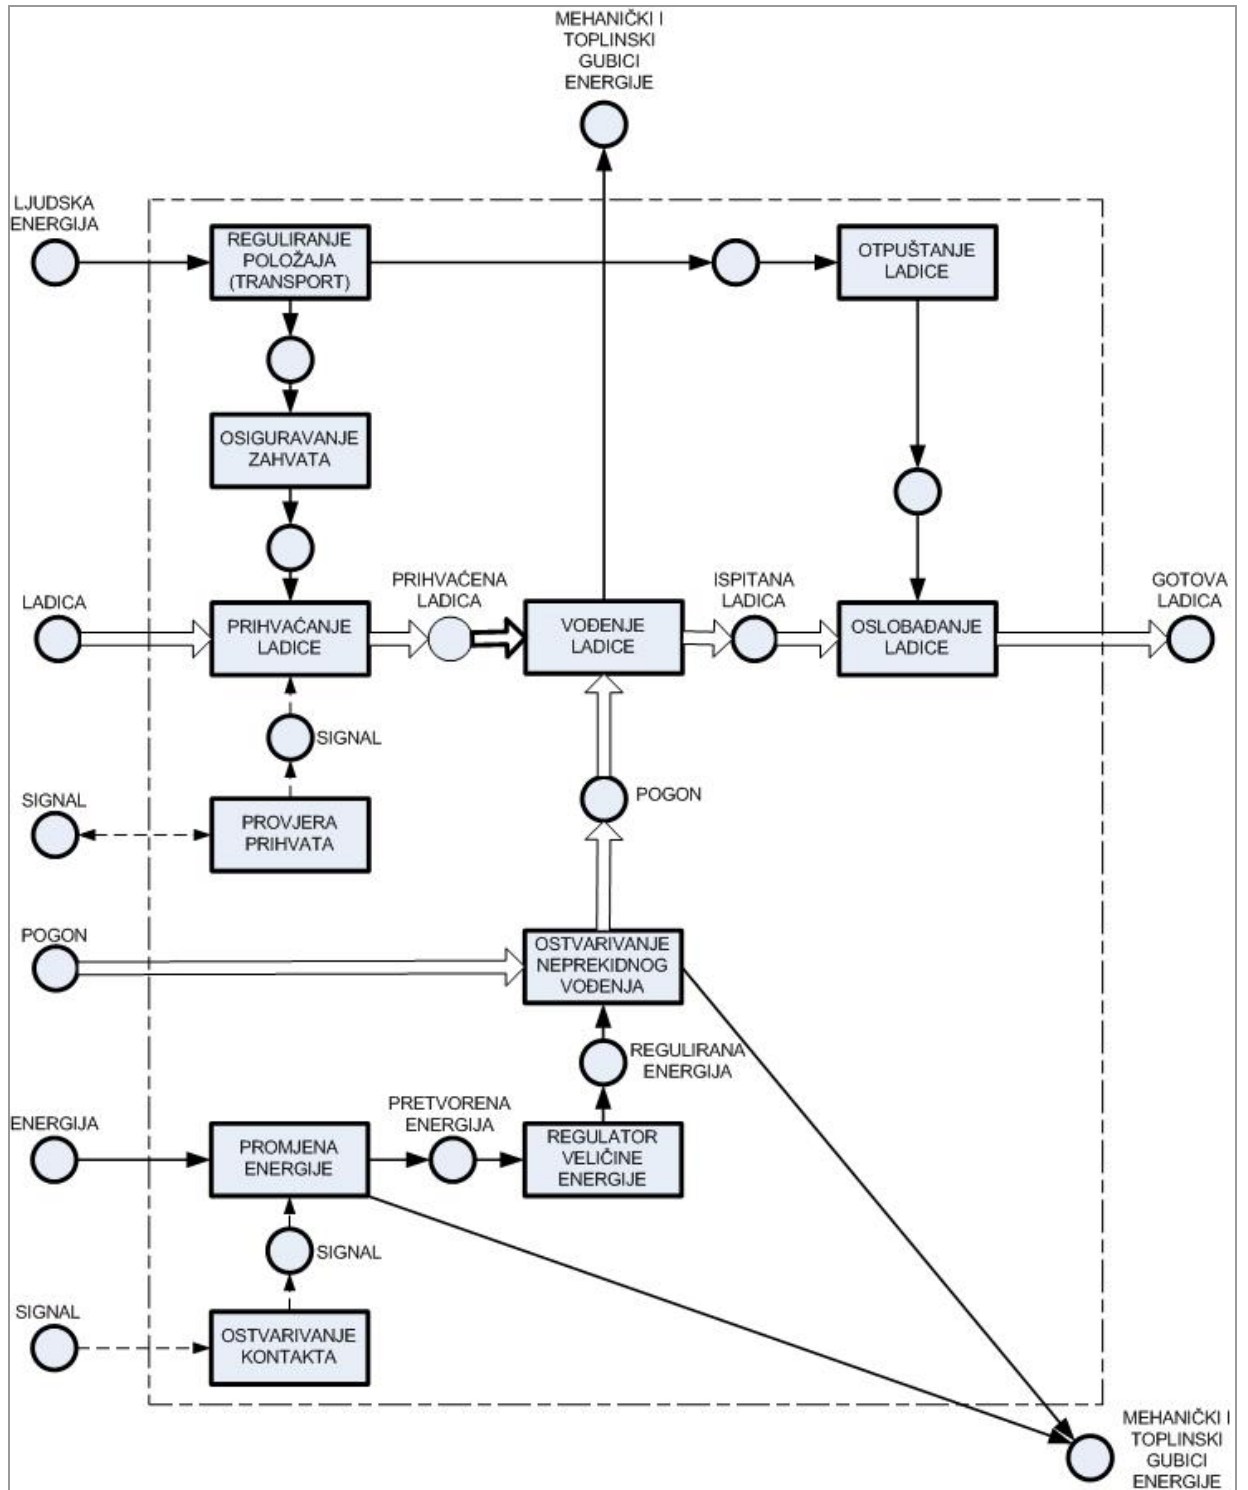 MEHANIČKI I
TOPLINSKI
GUBICI
ENERGIJE
LJUDSKA
ENERGIJA
REGULIRANJE
POLOŽAJA
(TRANSPORT)
OTPUŠTANJE
LADICE
OSIGURAVANJE
ZAHVATA
LADICA
PRIHVAĆANJE
LADICE
PRIHVAĆENA
LADICA
VOĐENJE
LADICE
ISPITANA
LADICA
OSLOBAĐANJE
LADICE
GOTOVA
LADICA
SIGNAL
SIGNAL
PROVJERA
PRIHVATA
POGON
POGON
OSTVARIVANJE
NEPREKIDNOG
VOĐENJA
REGULIRANA
ENERGIJA
ENERGIJA
PROMJENA
ENERGIJE
PRETVORENA
ENERGIJA
REGULATOR
VELIČINE
ENERGIJE
SIGNAL
SIGNAL
OSTVARIVANJE
KONTAKTA
MEHANIČKI I
TOPLINSKI
GUBICI
ENERGIJE